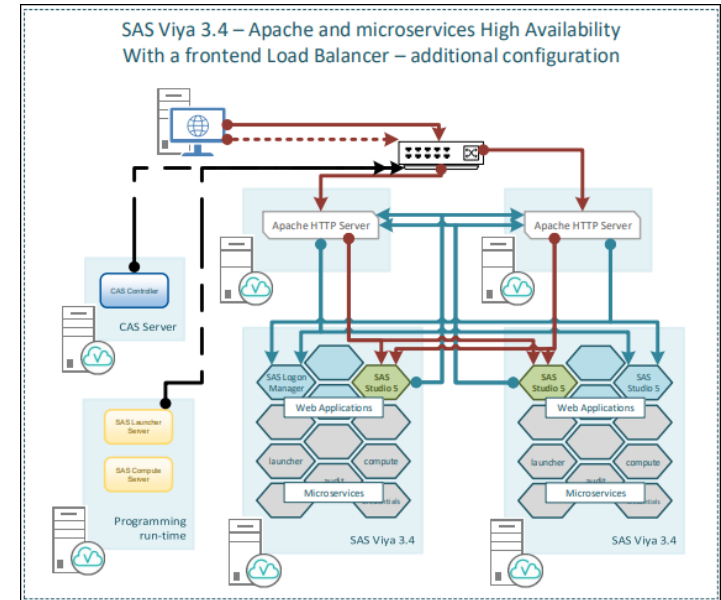 SAS Viya 3.4 – Apache and microservices High Availability
With a frontend Load Balancer – additional configuration
Apache HTTP Server
Apache HTTP Server
CAS Controller
CAS Server
SAS Logon
Manager
SAS
Studio 5
Web Applications
launcher
compute
audit
Microservices
SAS Viya 3.4
SAS
Studio 5
SAS
Studio 5
Web Applications
launcher
compute
audit
Microservices
SAS Viya 3.4
SAS Launcher
Server
SAS Compute
Server
Programming
run-time